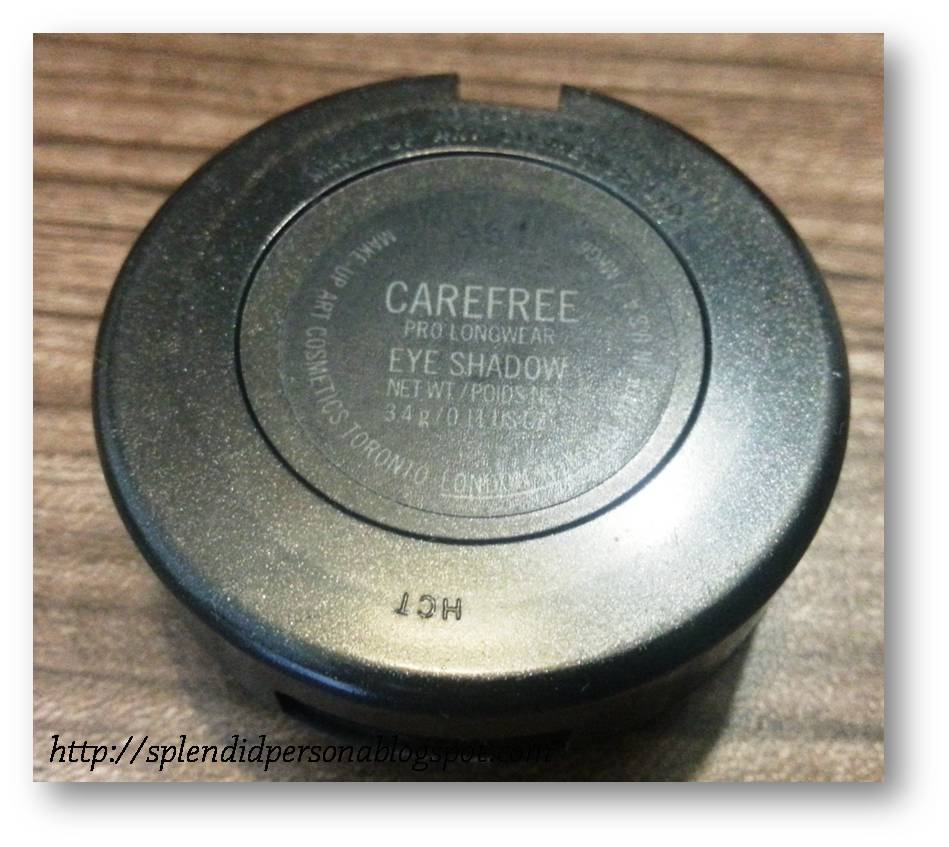 CAREFREE
PRO LONGWEAR
EYE SHADOW
NET WT / POIDS NET
3.4 g / 0.11 US OZ
MAKE-UP ART COSMETICS TORONTO LONDON
HCT
http://splendidpersonablogspot.com